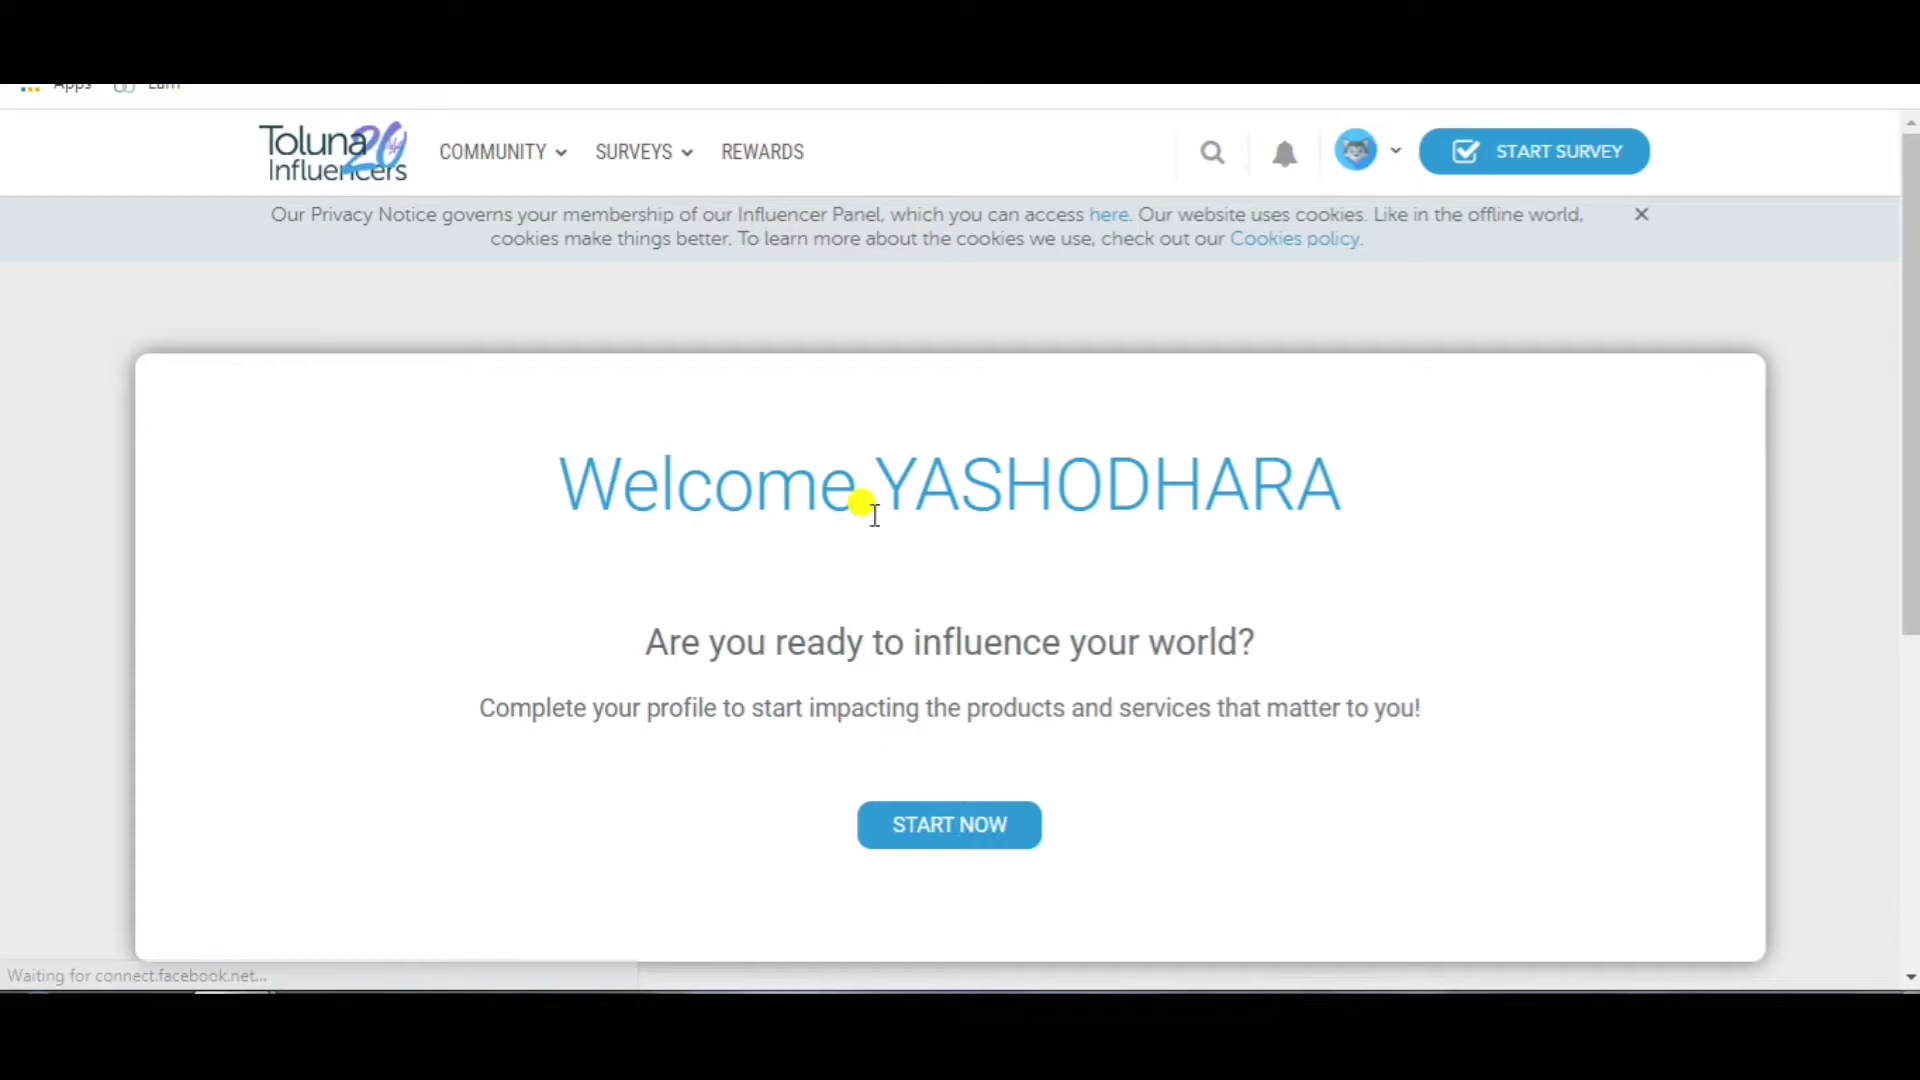 Apps Earn
Toluna 20
Influencers
COMMUNITY SURVEYS REWARDS
START SURVEY
Our Privacy Notice governs your membership of our Influencer Panel, which you can access here. Our website uses cookies. Like in the offline world,
cookies make things better. To learn more about the cookies we use, check out our Cookies policy.
Welcome YASHODHARA
Are you ready to influence your world?
Complete your profile to start impacting the products and services that matter to you!
START NOW
Waiting for connect.facebook.net...